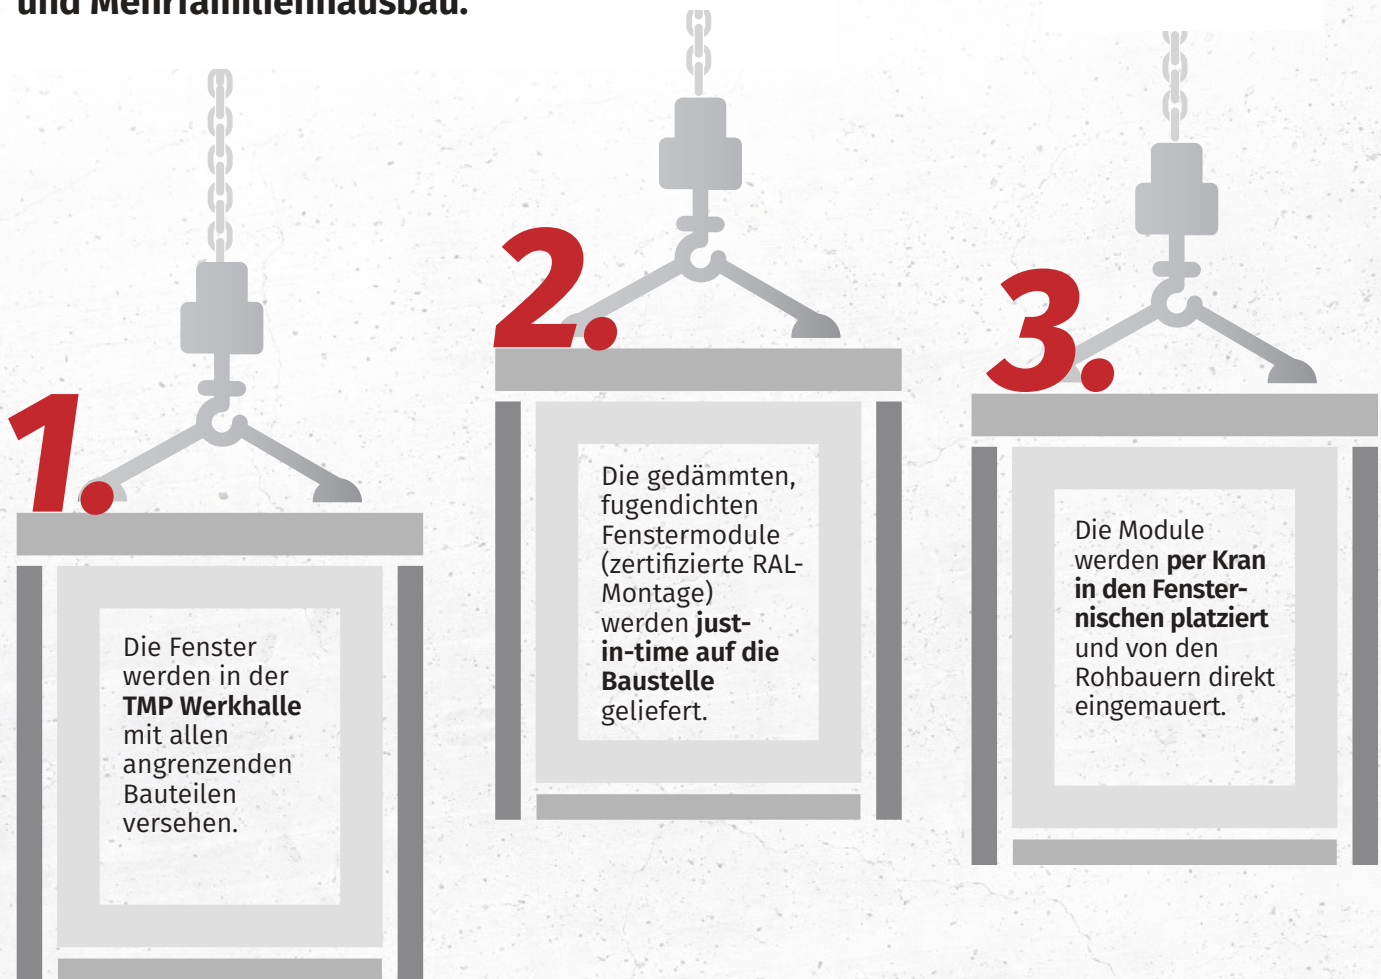 und Mehrfamilienhausbau.
1.
Die Fenster
werden in der
TMP Werkhalle
mit allen
angrenzenden
Bauteilen
versehen.
2.
Die gedämmten,
fugendichten
Fenstermodule
(zertifizierte RAL-
Montage)
werden just-
in-time auf die
Baustelle
geliefert.
3.
Die Module
werden per Kran
in den Fenster-
nischen platziert
und von den
Rohbauern direkt
eingemauert.